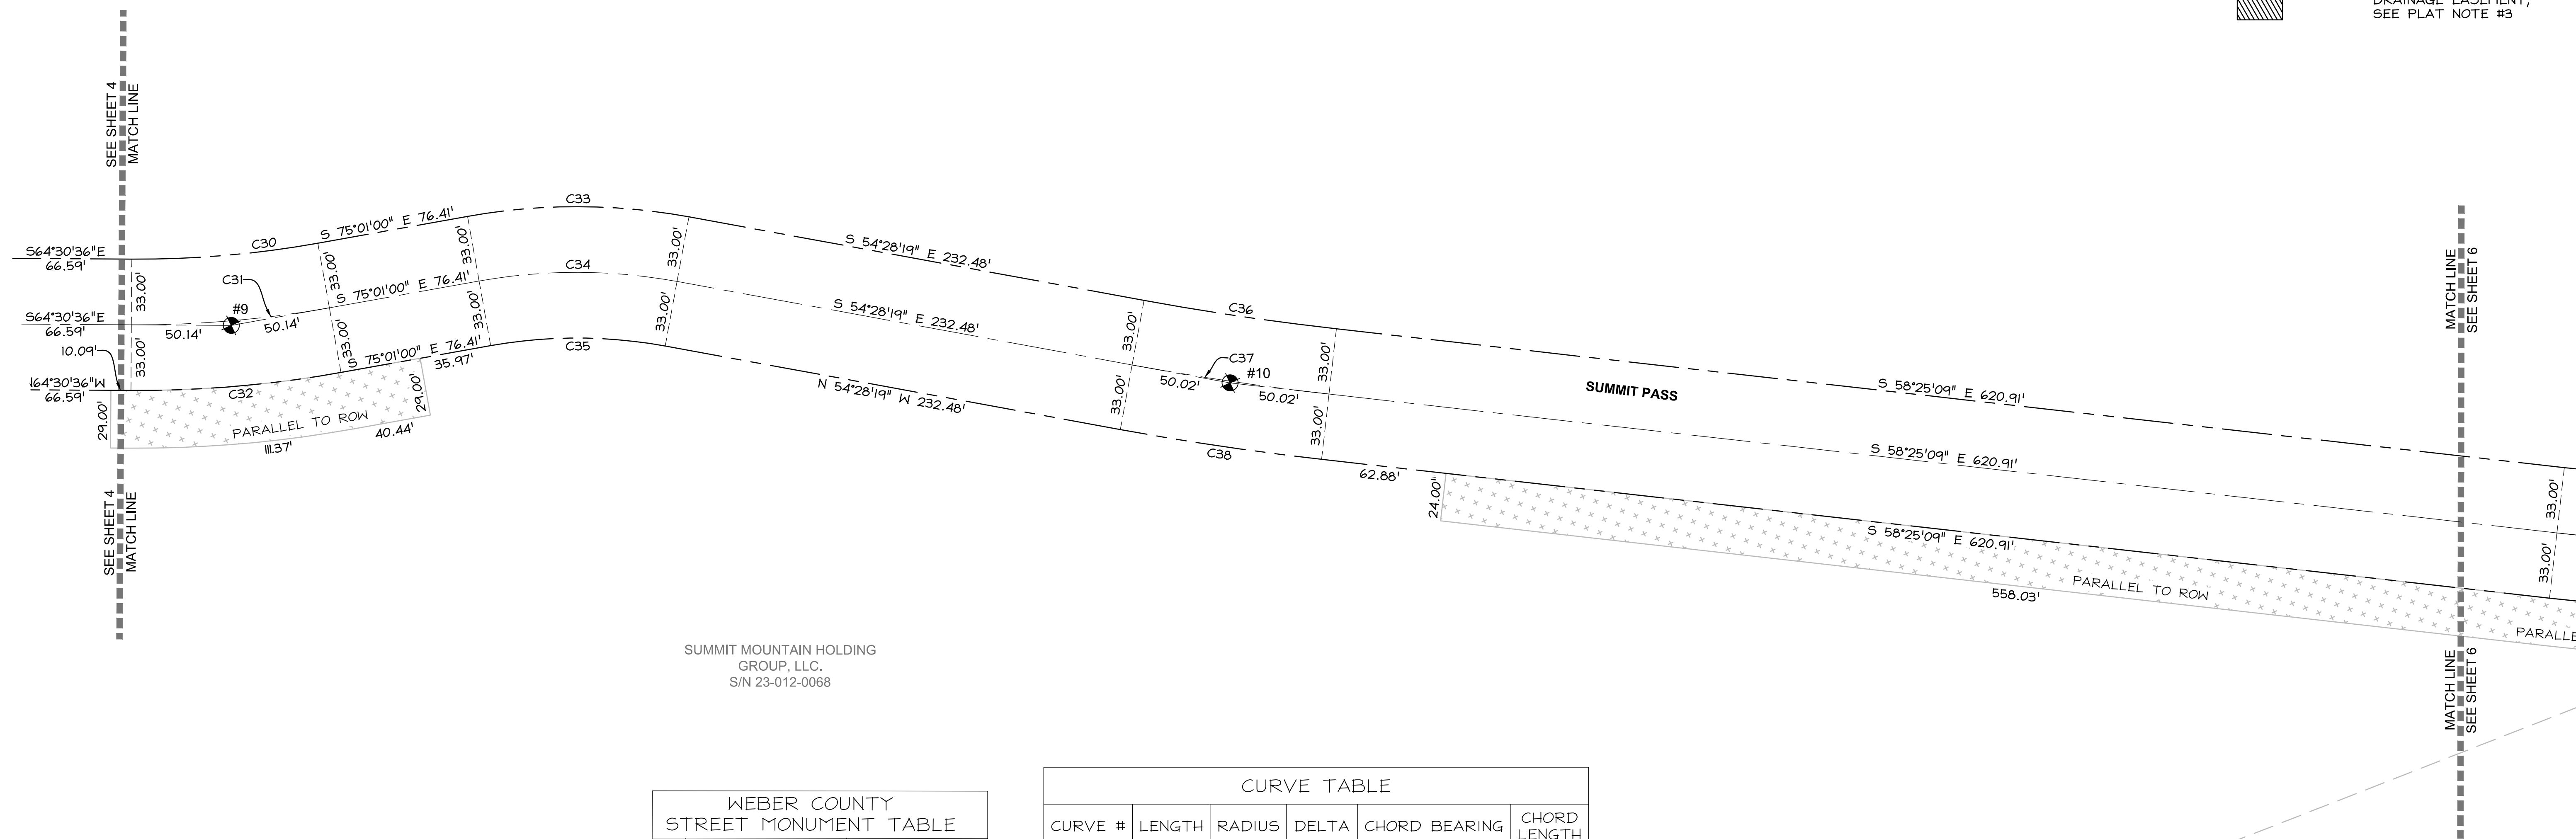 DRAINAGE EASEMENT,
SEE PLAT NOTE #3
SEE SHEET 4
MATCH LINE
MATCH LINE
SEE SHEET 6
C30
S 75°01'00" E 76.41'
C33
33.00'
33.00'
33.00'
S 54°28'19" E 232.48'
S64°30'36"E
66.59'
33.00'
C31
#9
50.14'
50.14'
S 75°01'00" E 76.41'
C34
S 54°28'19" E 232.48'
33.00'
C36
33.00'
S64°30'36"E
66.59'
10.09'
33.00'
33.00'
33.00'
33.00'
S 75°01'00" E 76.41'
35.97'
C35
C37
#10
50.02'
50.02'
SUMMIT PASS
S 58°25'09" E 620.91'
64°30'36"W
66.59'
C32
29.00'
29.00'
PARALLEL TO ROW
40.44'
111.37'
N 54°28'19" W 232.48'
33.00'
33.00'
C38
62.88'
24.00'
S 58°25'09" E 620.91'
33.00'
33.00'
S 58°25'09" E 620.91'
PARALLEL TO ROW
558.03'
PARALLE
SEE SHEET 4
MATCH LINE
MATCH LINE
SEE SHEET 6
SUMMIT MOUNTAIN HOLDING
GROUP, LLC.
S/N 23-012-0068
WEBER COUNTY
STREET MONUMENT TABLE
CURVE TABLE
CURVE # LENGTH RADIUS DELTA CHORD BEARING CHORD
LENGTH